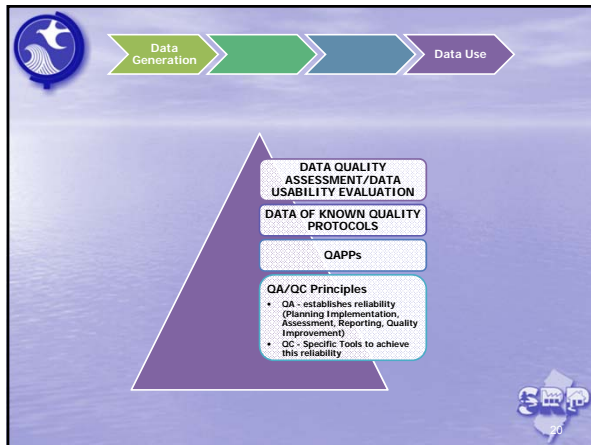 Data
Generation
Data Use
DATA QUALITY
ASSESSMENT/DATA
USABILITY EVALUATION
DATA OF KNOWN QUALITY
PROTOCOLS
QAPPs
QA/QC Principles
• QA - establishes reliability
(Planning Implementation,
Assessment, Reporting, Quality
Improvement)
• QC - Specific Tools to achieve
this reliability
SRP
20